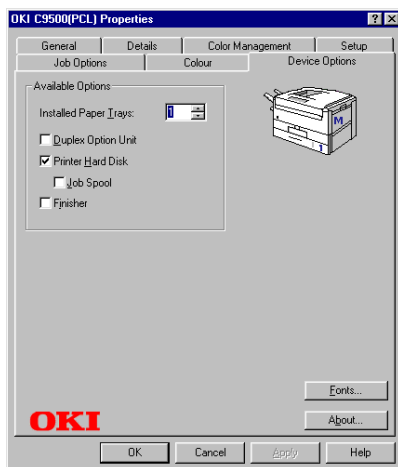 OKI C9500(PCL) Properties
General Details Color Management Setup
Job Options Colour Device Options
Available Options
Installed Paper Trays: 1
Duplex Option Unit
Printer Hard Disk
Job Spool
Finisher
M
1
Fonts...
OKI
About...
OK Cancel Apply Help